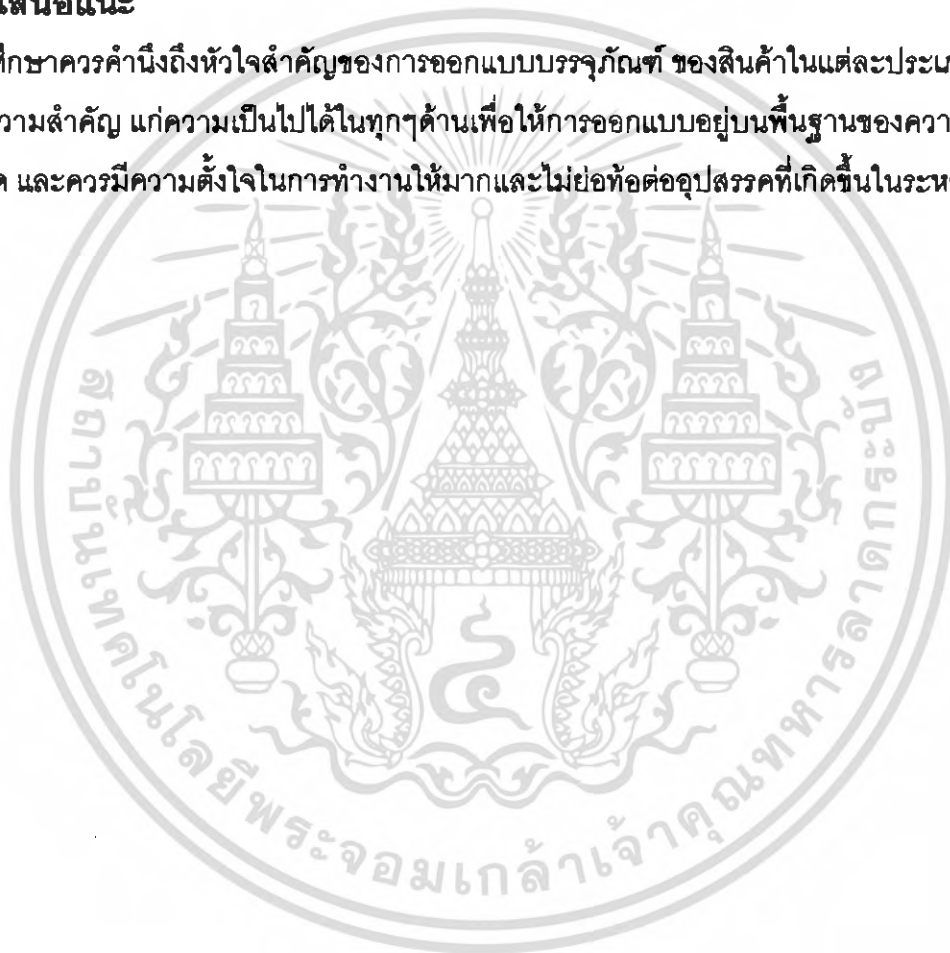 เสนอแนะ
ศึกษาควรคำนึงถึงหัวใจสำคัญของการออกแบบบรรจุภัณฑ์ ของสินค้าในแต่ละประเภ
วามสำคัญ แก่ความเป็นไปได้ในทุกๆด้านเพื่อให้การออกแบบอยู่บนพื้นฐานของควา
ด และควรมีความตั้งใจในการทำงานให้มากและไม่ย่อท้อต่ออุปสรรคที่เกิดขึ้นในระห
สถาบันเทคโนโลยีพระจอมเกล้าเจ้าคุณทหารลาดกระบัง
๔